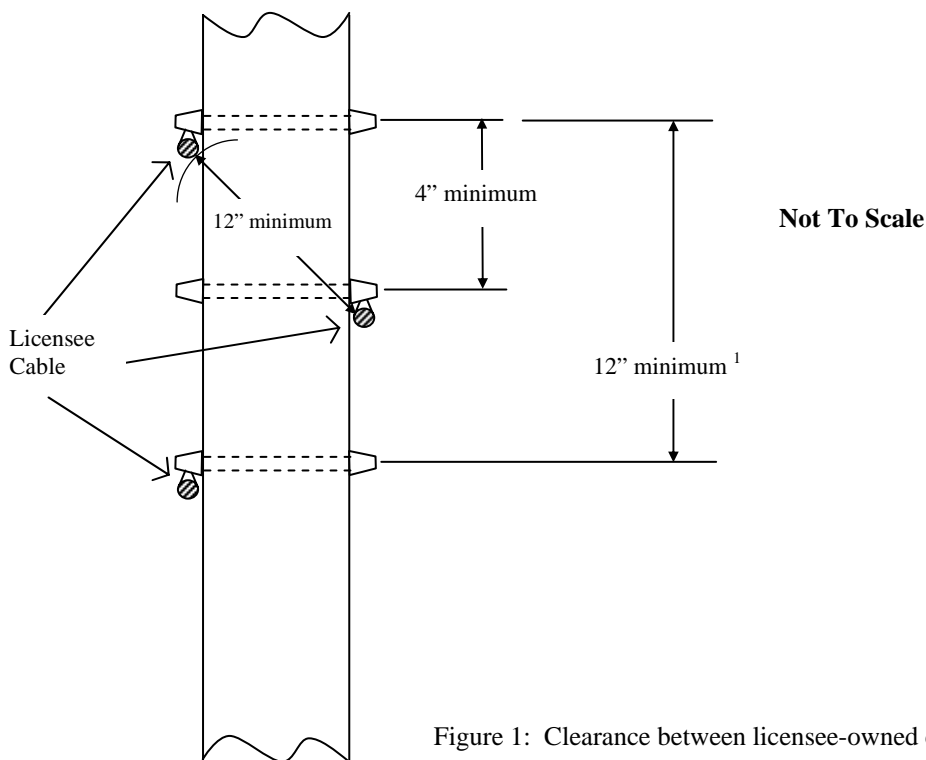 4” minimum
12” minimum
Not To Scale
Licensee
Cable
12” minimum ¹
Figure 1: Clearance between licensee-owned